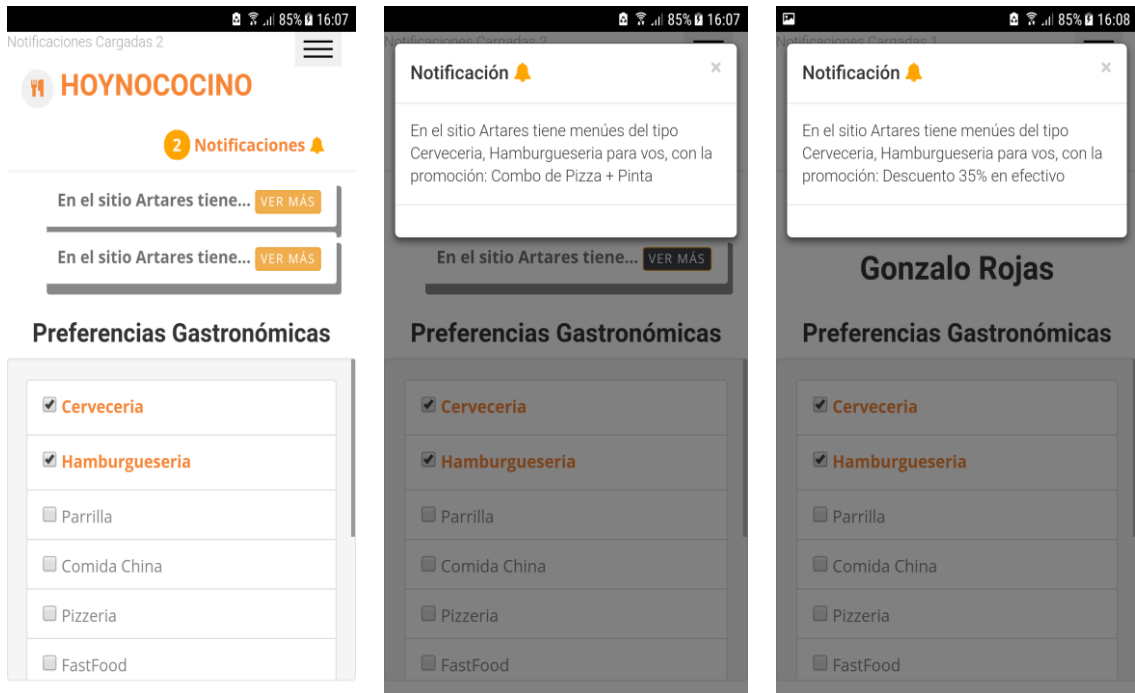 85% 16:07
Notificaciones Cargadas 2
HOYNOCOCINO
2 Notificaciones
En el sitio Artares tiene... VER MÁS
En el sitio Artares tiene... VER MÁS
Preferencias Gastronómicas
Cerveceria
Hamburgueseria
Parrilla
Comida China
Pizzeria
FastFood
85% 16:07
Notificaciones Cargadas 2
Notificación ×
En el sitio Artares tiene menúes del tipo
Cerveceria, Hamburgueseria para vos, con la
promoción: Combo de Pizza + Pinta
En el sitio Artares tiene... VER MÁS
Preferencias Gastronómicas
Cerveceria
Hamburgueseria
Parrilla
Comida China
Pizzeria
FastFood
85% 16:08
Notificaciones Cargadas 1
Notificación ×
En el sitio Artares tiene menúes del tipo
Cerveceria, Hamburgueseria para vos, con la
promoción: Descuento 35% en efectivo
Gonzalo Rojas
Preferencias Gastronómicas
Cerveceria
Hamburgueseria
Parrilla
Comida China
Pizzeria
FastFood